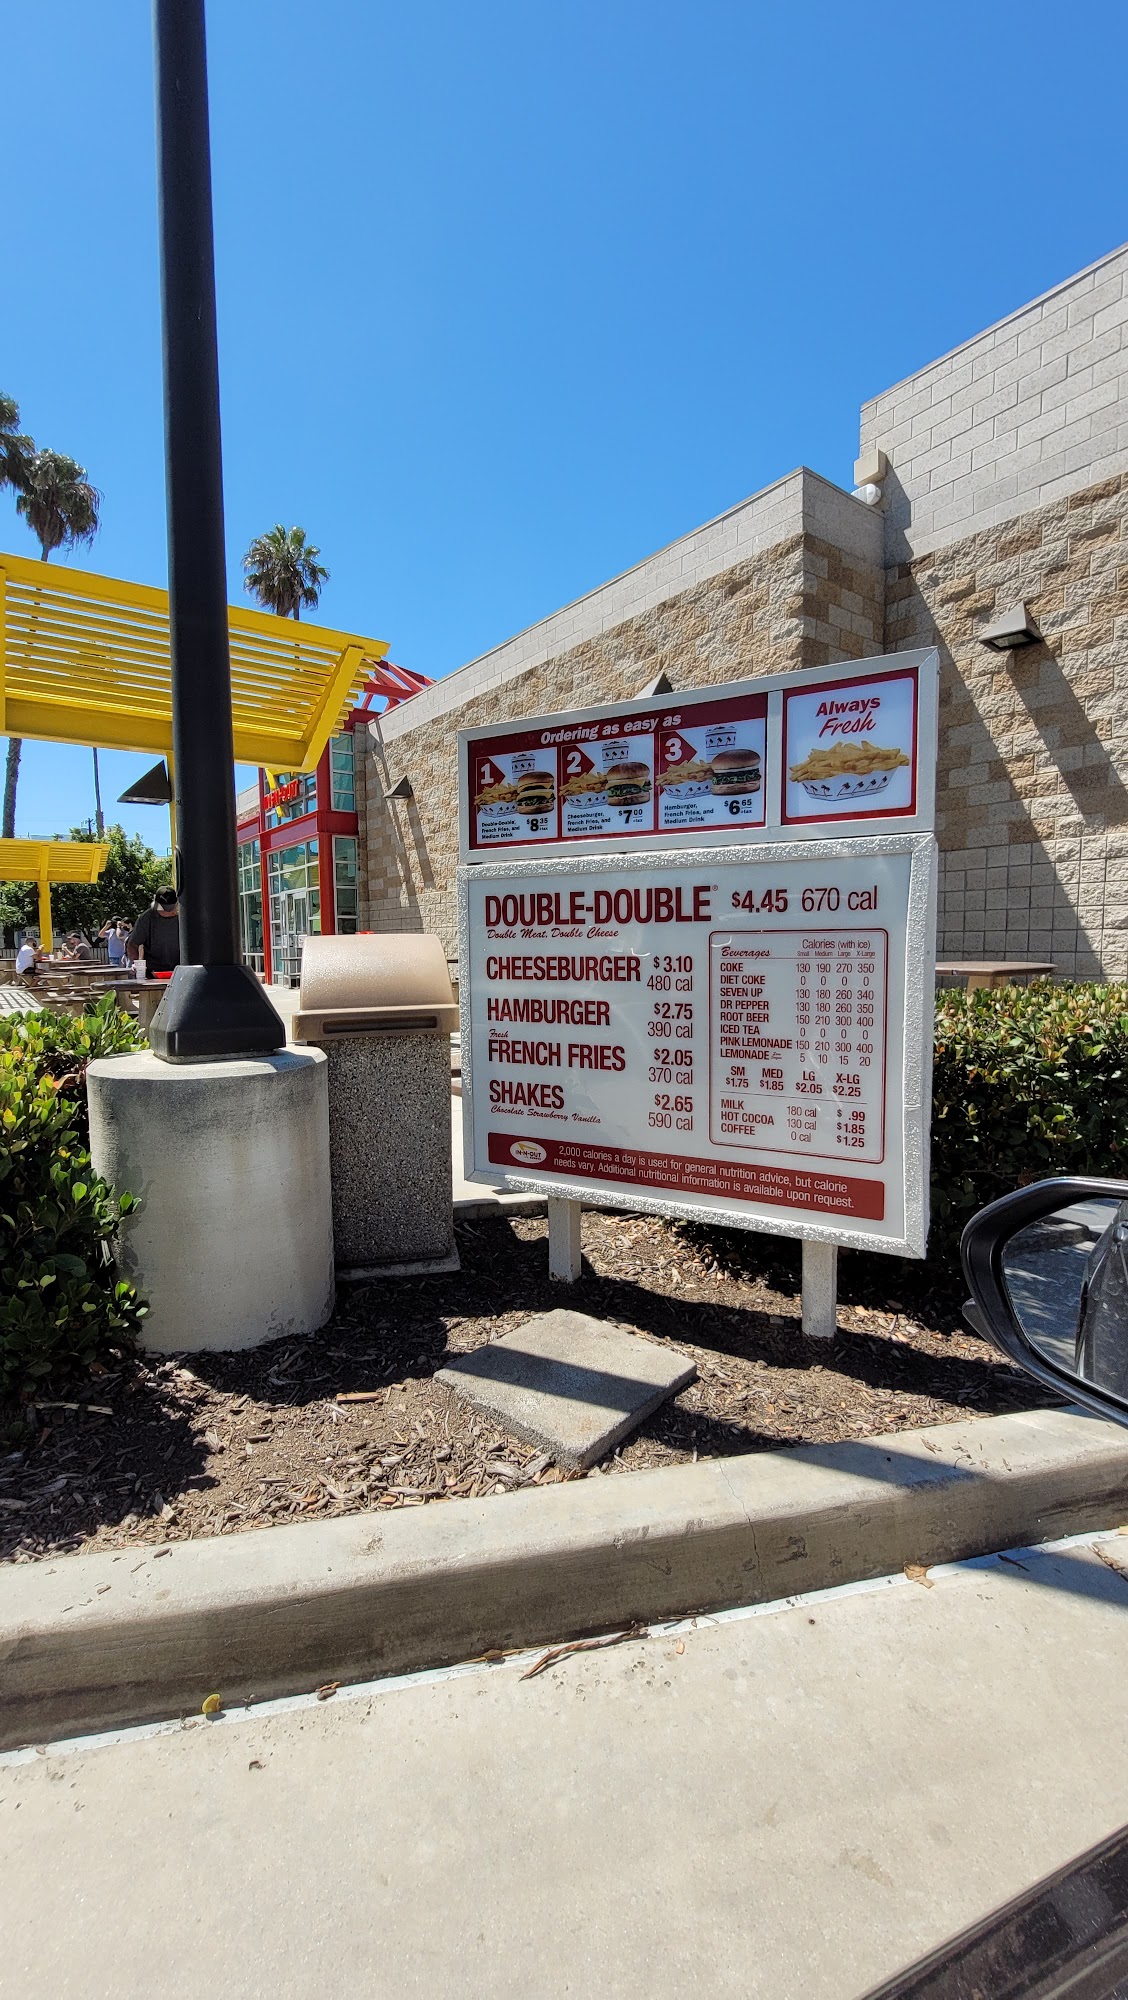 IN-N-OUT
Ordering as easy as
1
Double-Double,
French Fries, and
Medium Drink
$8.35
+tax
2
Cheeseburger,
French Fries, and
Medium Drink
$7.00
+tax
3
Hamburger,
French Fries, and
Medium Drink
$6.65
+tax
Always
Fresh
DOUBLE-DOUBLE® $4.45 670 cal
Double Meat, Double Cheese
CHEESEBURGER $3.10
480 cal
HAMBURGER $2.75
390 cal
Fresh
FRENCH FRIES $2.05
370 cal
SHAKES $2.65
Chocolate Strawberry Vanilla 590 cal
Beverages Calories (with ice)
Small Medium Large X-Large
COKE 130 190 270 350
DIET COKE 0 0 0 0
SEVEN UP 130 180 260 340
DR PEPPER 130 180 260 350
ROOT BEER 150 210 300 400
ICED TEA 0 0 0 0
PINK LEMONADE 150 210 300 400
LEMONADE 5 10 15 20
SM MED LG X-LG
$1.75 $1.85 $2.05 $2.25
MILK 180 cal $.99
HOT COCOA 130 cal $1.85
COFFEE 0 cal $1.25
IN-N-OUT
2,000 calories a day is used for general nutrition advice, but calorie
needs vary. Additional nutritional information is available upon request.